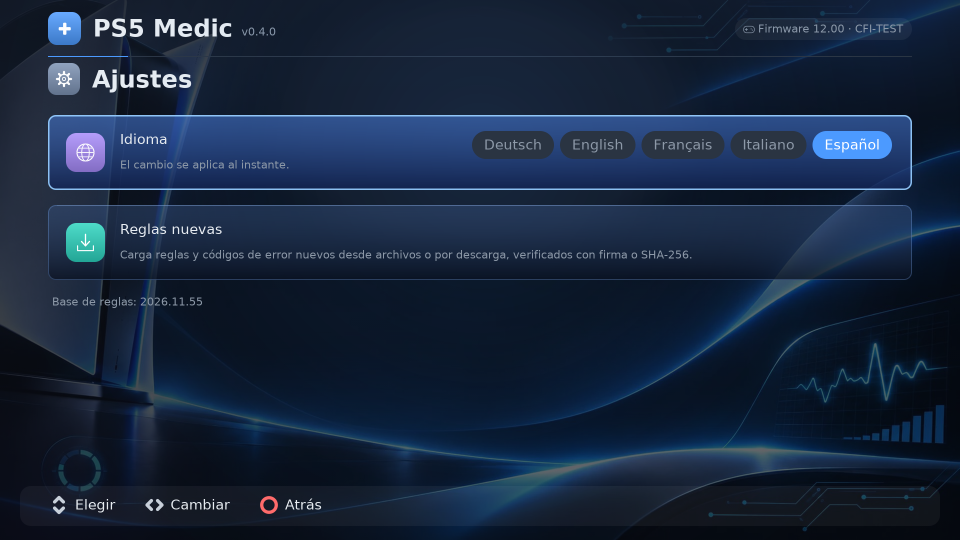 PS5 Medic v0.4.0
Firmware 12.00 · CFI-TEST
Ajustes
Idioma
Deutsch English Français Italiano Español
El cambio se aplica al instante.
Reglas nuevas
Carga reglas y códigos de error nuevos desde archivos o por descarga, verificados con firma o SHA-256.
Base de reglas: 2026.11.55
Elegir Cambiar Atrás